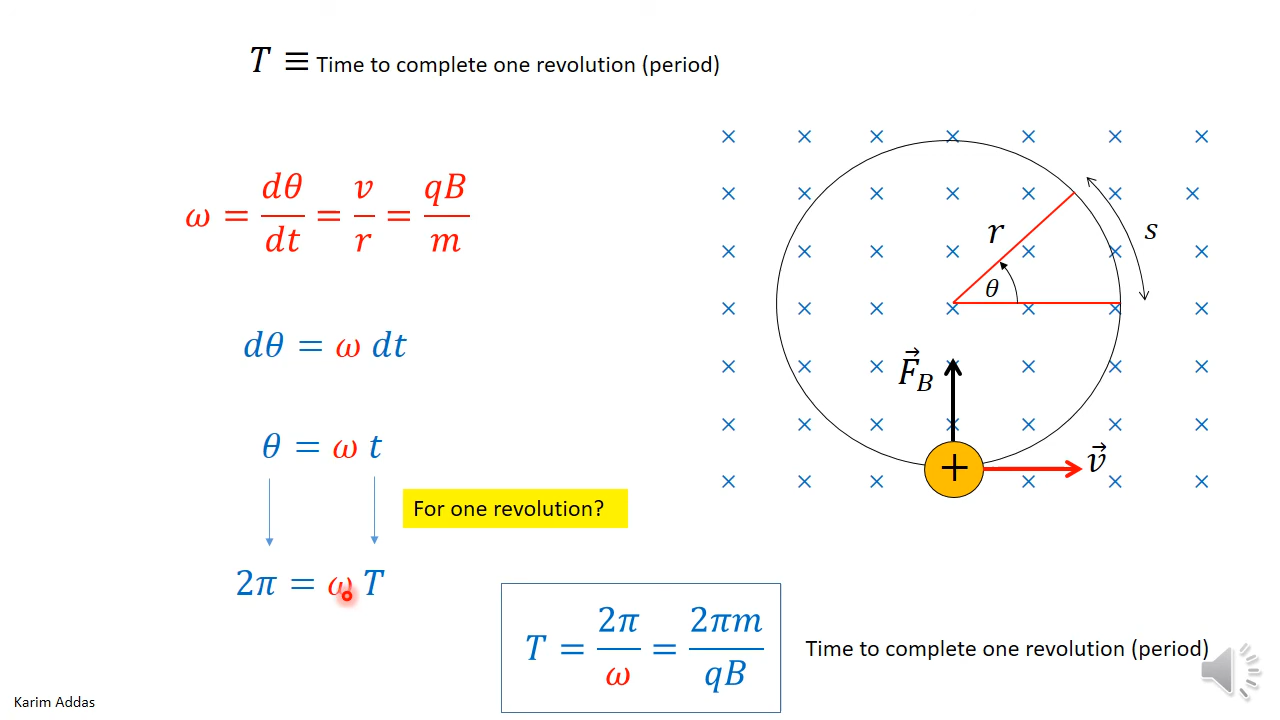 T ≡ Time to complete one revolution (period)
ω = dθ/dt = v/r = qB/m
dθ = ω dt
θ = ω t
For one revolution?
2π = ω T
T = 2π/ω = 2πm/qB
Time to complete one revolution (period)
× × × × × × ×
× × × × × ×
r
s
× × × × × ×
θ
× × × × × × ×
F⃗_B
× × × × × ×
× × × × × × ×
+
v⃗
× × × × × ×
Karim Addas